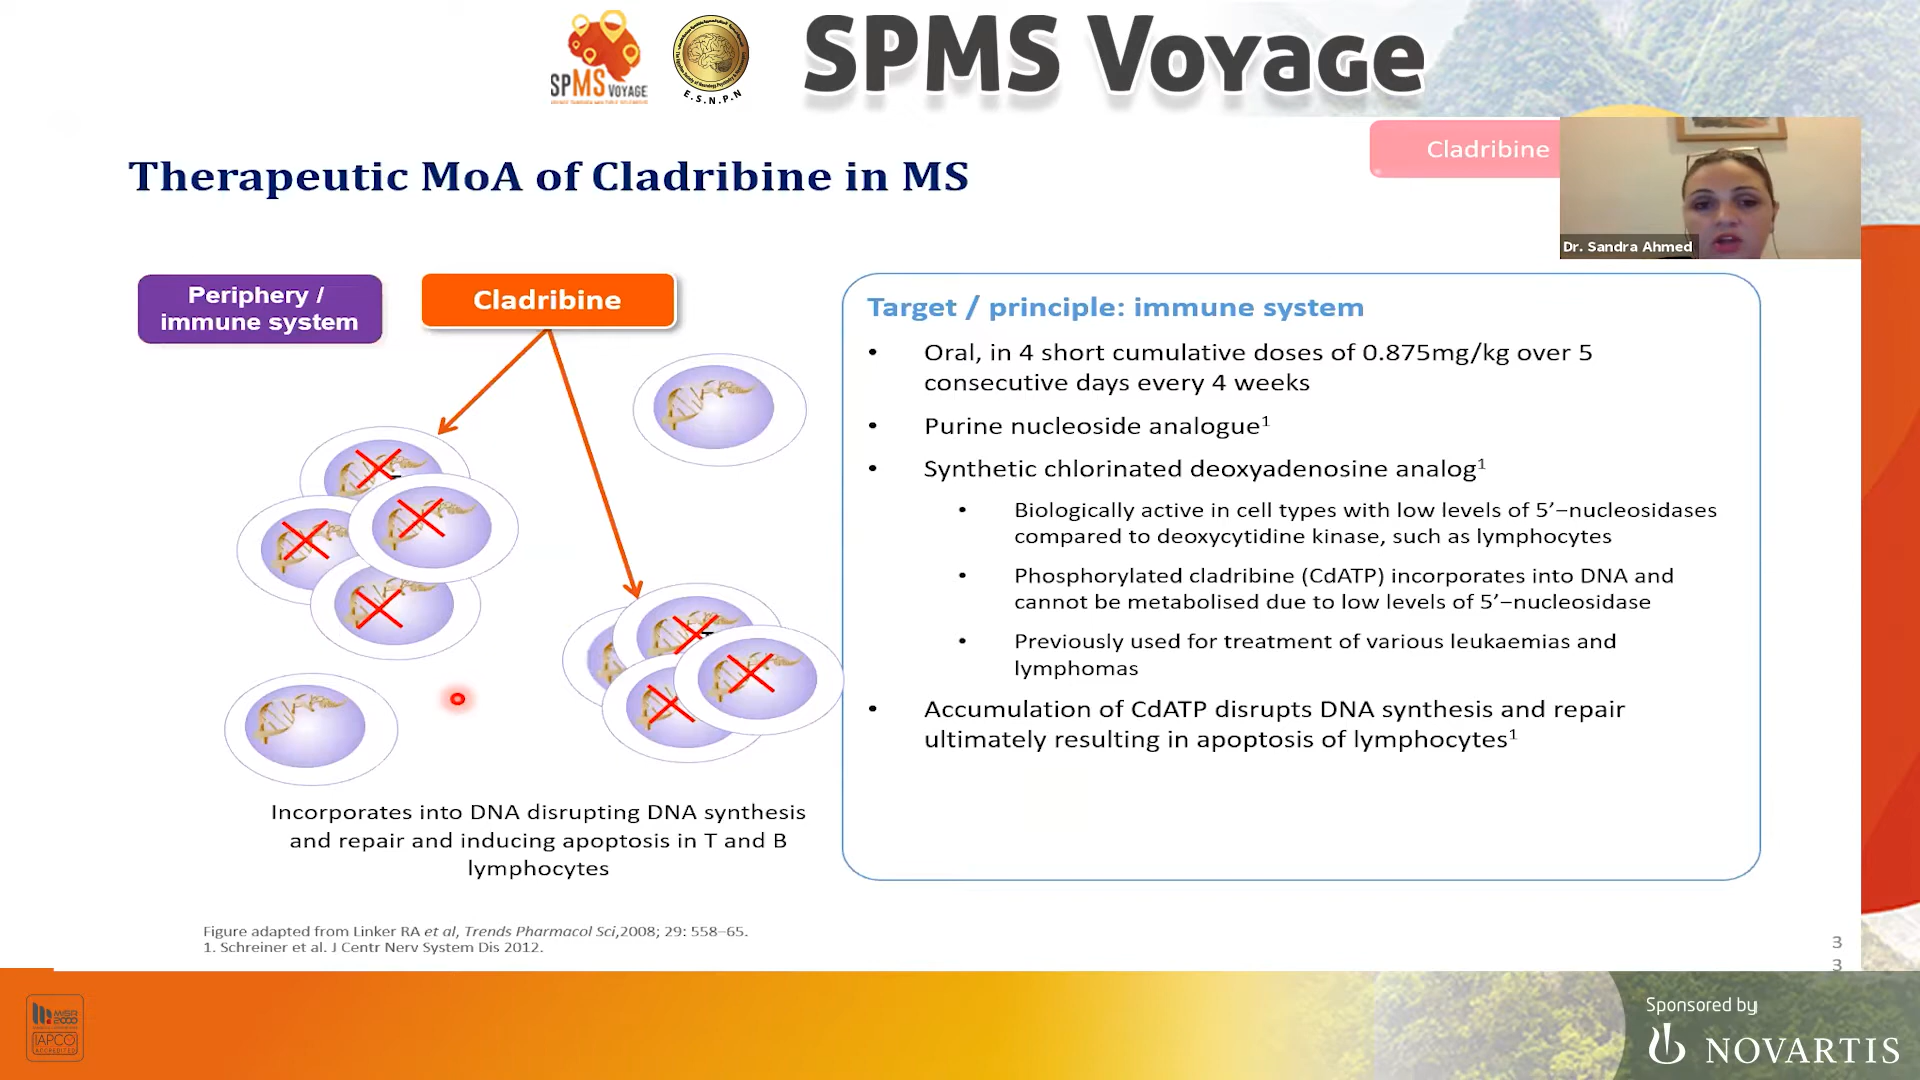 SPMS VOYAGE
E.S.N.P.N
SPMS Voyage
Therapeutic MoA of Cladribine in MS
Cladribine
Dr. Sandra Ahmed
Periphery /
immune system
Cladribine
Incorporates into DNA disrupting DNA synthesis
and repair and inducing apoptosis in T and B
lymphocytes
Target / principle: immune system
• Oral, in 4 short cumulative doses of 0.875mg/kg over 5
consecutive days every 4 weeks
• Purine nucleoside analogue¹
• Synthetic chlorinated deoxyadenosine analog¹
• Biologically active in cell types with low levels of 5’−nucleosidases
compared to deoxycytidine kinase, such as lymphocytes
• Phosphorylated cladribine (CdATP) incorporates into DNA and
cannot be metabolised due to low levels of 5’−nucleosidase
• Previously used for treatment of various leukaemias and
lymphomas
• Accumulation of CdATP disrupts DNA synthesis and repair
ultimately resulting in apoptosis of lymphocytes¹
Figure adapted from Linker RA et al, Trends Pharmacol Sci,2008; 29: 558–65.
1. Schreiner et al. J Centr Nerv System Dis 2012.
3
3
MISR
2000
IAPCO
ACCREDITED
Sponsored by
NOVARTIS